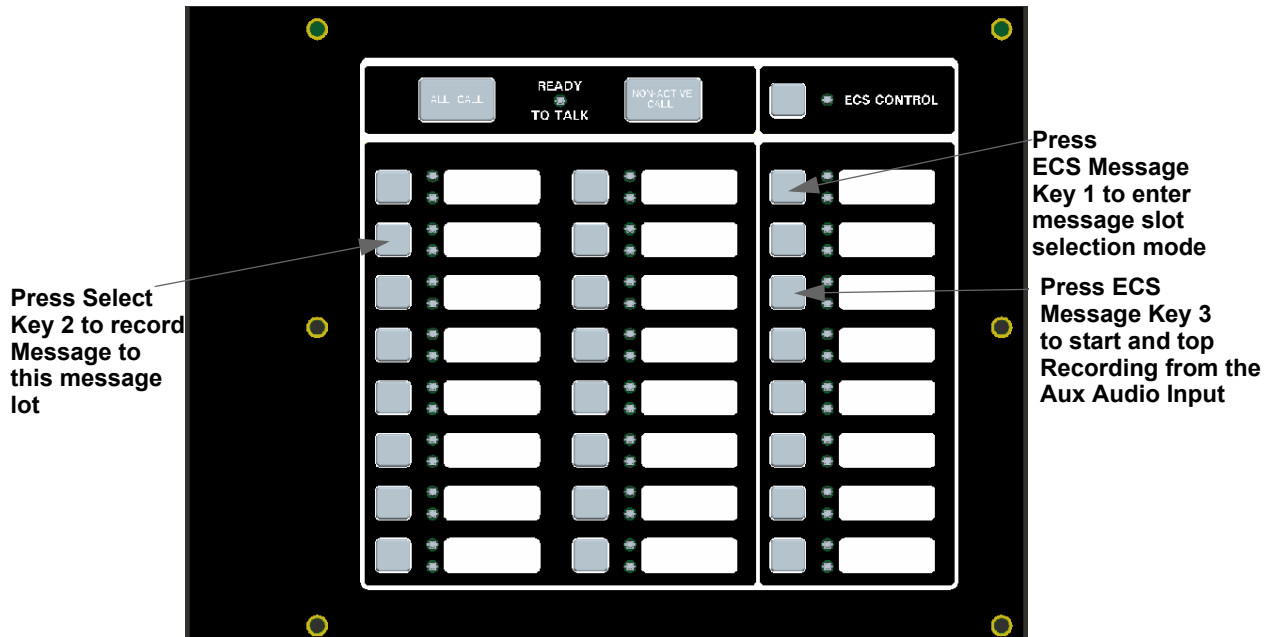 ALL CALL
READY
TO TALK
NON-ACTIVE
CALL
ECS CONTROL
Press
ECS Message
Key 1 to enter
message slot
selection mode
Press Select
Key 2 to record
Message to
this message
lot
Press ECS
Message Key 3
to start and top
Recording from the
Aux Audio Input